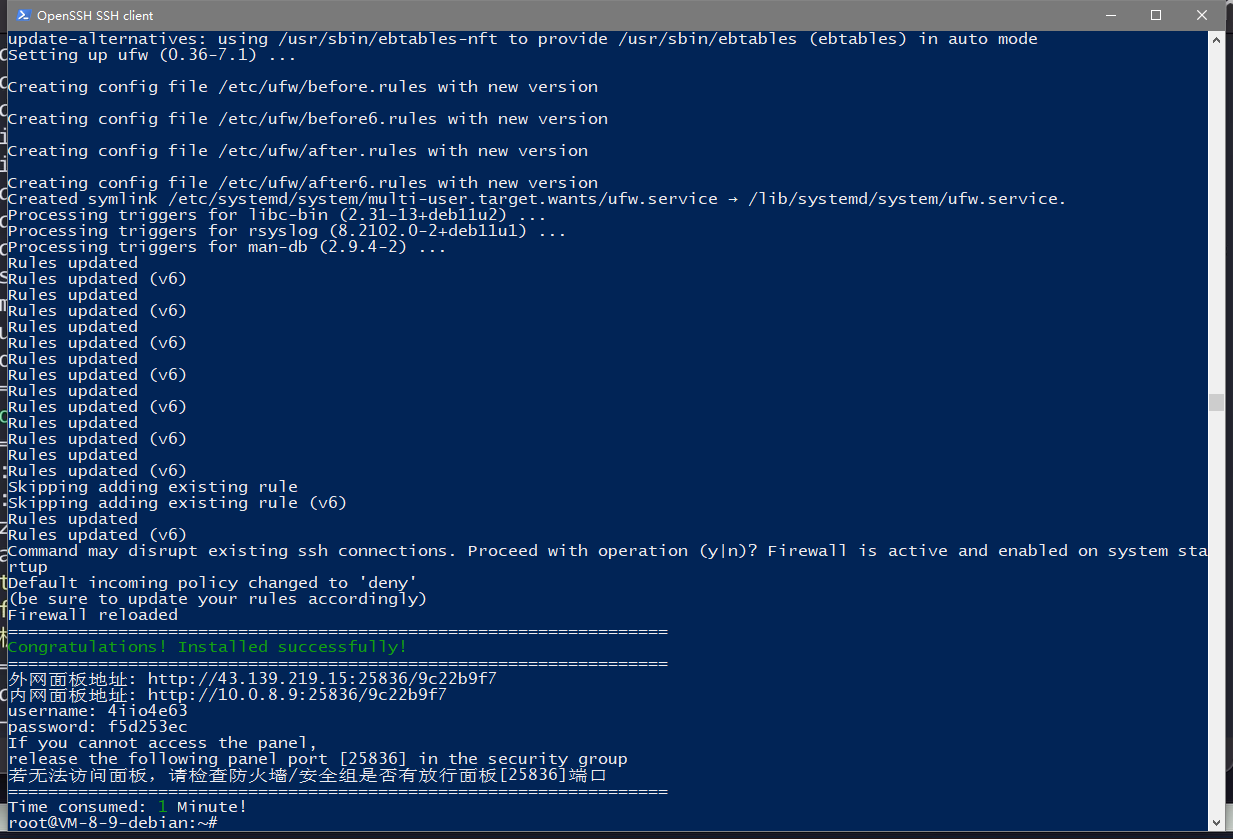 OpenSSH SSH client
update-alternatives: using /usr/sbin/ebtables-nft to provide /usr/sbin/ebtables (ebtables) in auto mode
Setting up ufw (0.36-7.1) ...
Creating config file /etc/ufw/before.rules with new version
Creating config file /etc/ufw/before6.rules with new version
Creating config file /etc/ufw/after.rules with new version
Creating config file /etc/ufw/after6.rules with new version
Created symlink /etc/systemd/system/multi-user.target.wants/ufw.service → /lib/systemd/system/ufw.service.
Processing triggers for libc-bin (2.31-13+deb11u2) ...
Processing triggers for rsyslog (8.2102.0-2+deb11u1) ...
Processing triggers for man-db (2.9.4-2) ...
Rules updated
Rules updated (v6)
Rules updated
Rules updated (v6)
Rules updated
Rules updated (v6)
Rules updated
Rules updated (v6)
Rules updated
Rules updated (v6)
Rules updated
Rules updated (v6)
Rules updated
Rules updated (v6)
Skipping adding existing rule
Skipping adding existing rule (v6)
Rules updated
Rules updated (v6)
Command may disrupt existing ssh connections. Proceed with operation (y|n)? Firewall is active and enabled on system sta
rtup
Default incoming policy changed to 'deny'
(be sure to update your rules accordingly)
Firewall reloaded
==================================================================
Congratulations! Installed successfully!
==================================================================
外网面板地址: http://43.139.219.15:25836/9c22b9f7
内网面板地址: http://10.0.8.9:25836/9c22b9f7
username: 4iio4e63
password: f5d253ec
If you cannot access the panel,
release the following panel port [25836] in the security group
若无法访问面板，请检查防火墙/安全组是否有放行面板[25836]端口
==================================================================
Time consumed: 1 Minute!
root@VM-8-9-debian:~#